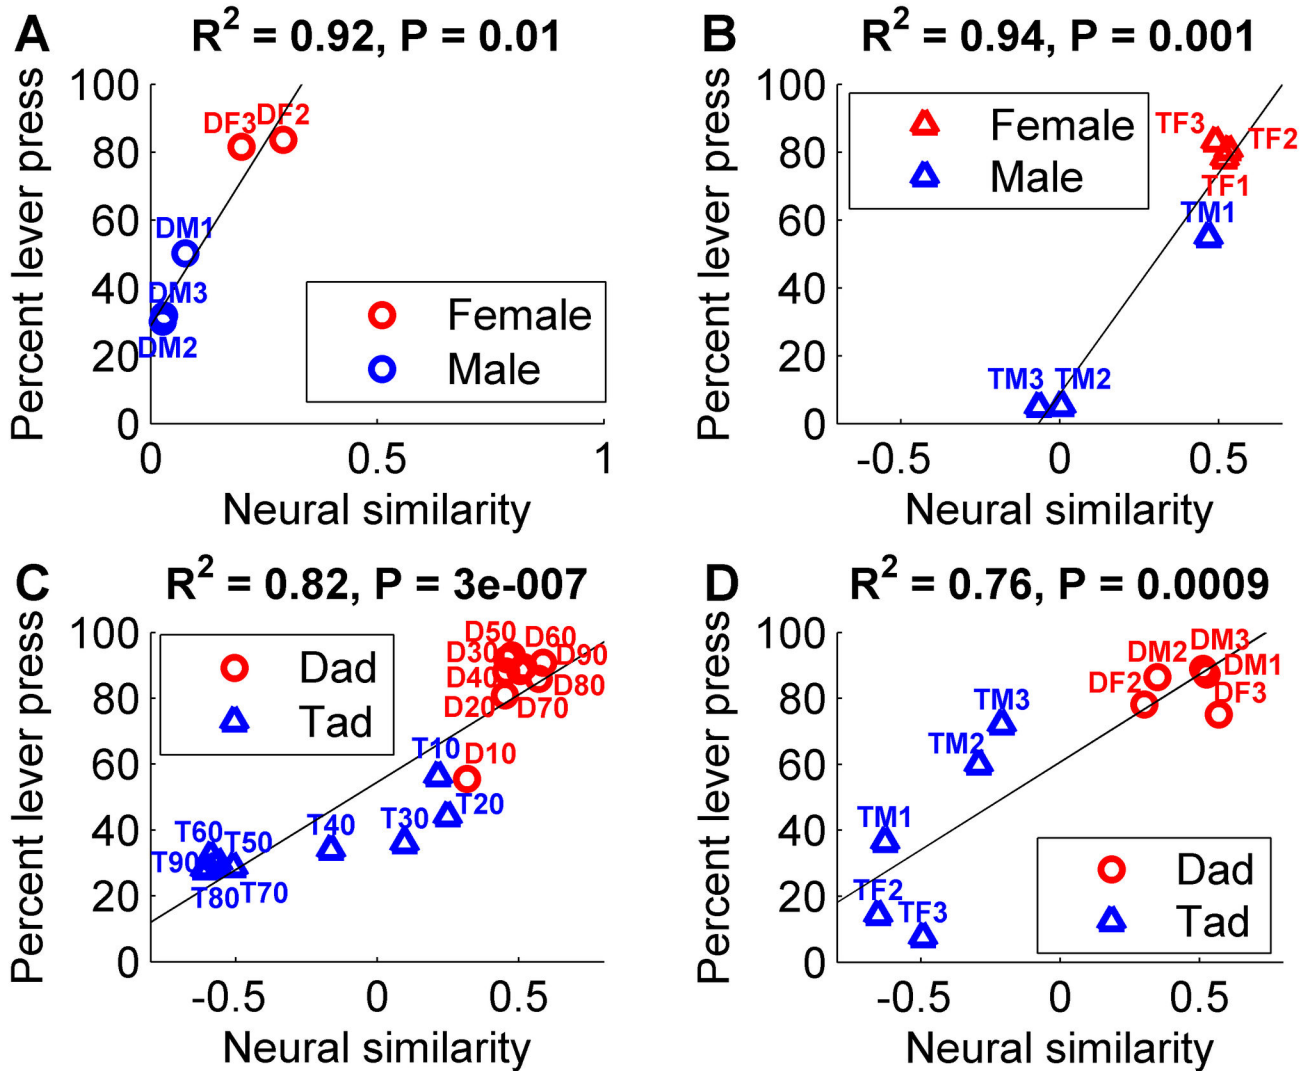 A
R² = 0.92, P = 0.01
Percent lever press
100
80
60
40
20
0
DF3
DF2
DM1
DM3
DM2
Female
Male
0
0.5
1
Neural similarity
B
R² = 0.94, P = 0.001
Percent lever press
100
80
60
40
20
0
Female
Male
TF3
TF2
TF1
TM1
TM3
TM2
-0.5
0
0.5
Neural similarity
C
R² = 0.82, P = 3e-007
Percent lever press
100
80
60
40
20
0
Dad
Tad
D50
D60
D30
D90
D40
D80
D20
D70
T10
D10
T20
T30
T40
T60
T50
T90
T80
T70
-0.5
0
0.5
Neural similarity
D
R² = 0.76, P = 0.0009
Percent lever press
100
80
60
40
20
0
DM3
DM2
DM1
DF2
DF3
TM3
TM2
TM1
TF2
TF3
Dad
Tad
-0.5
0
0.5
Neural similarity